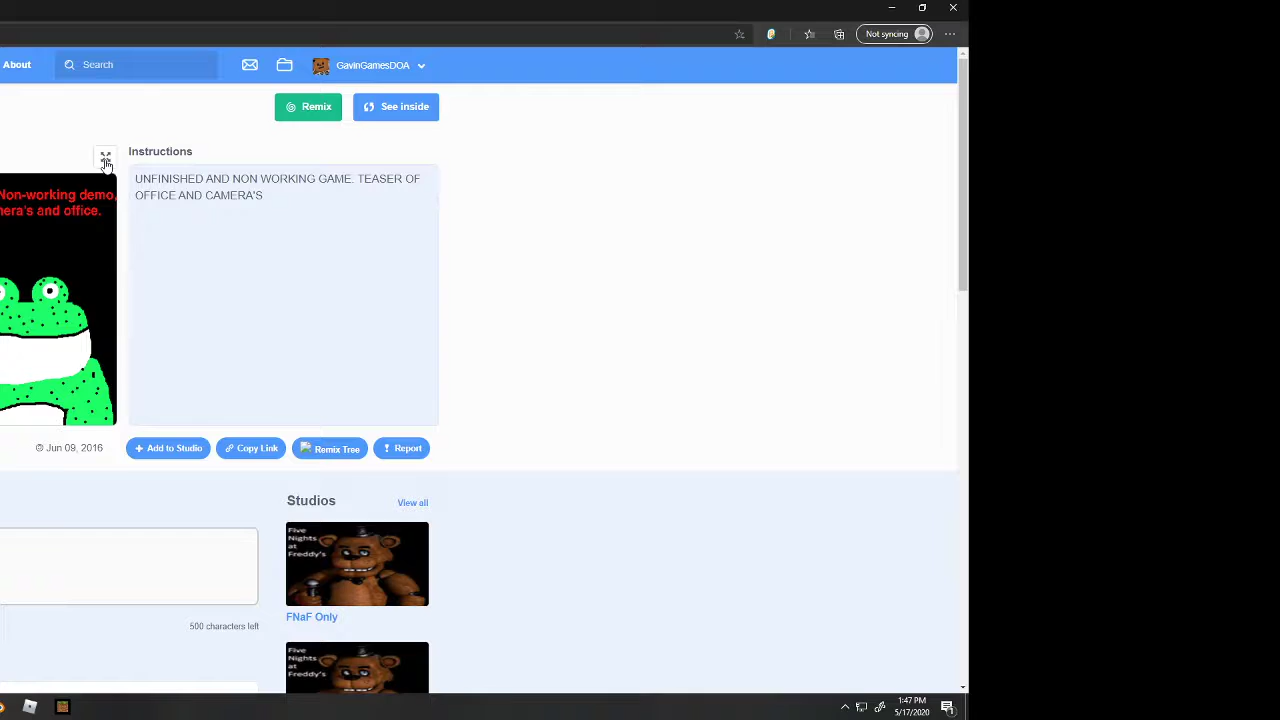 Not syncing
About
Search
GavinGamesDOA
Remix
See inside
Instructions
UNFINISHED AND NON WORKING GAME. TEASER OF
OFFICE AND CAMERA'S
Non-working demo,
nera's and office.
© Jun 09, 2016
Add to Studio
Copy Link
Remix Tree
Report
Studios
View all
Five
Nights
at
Freddy's
FNaF Only
500 characters left
Five
Nights
at
Freddy's
1:47 PM
5/17/2020
1